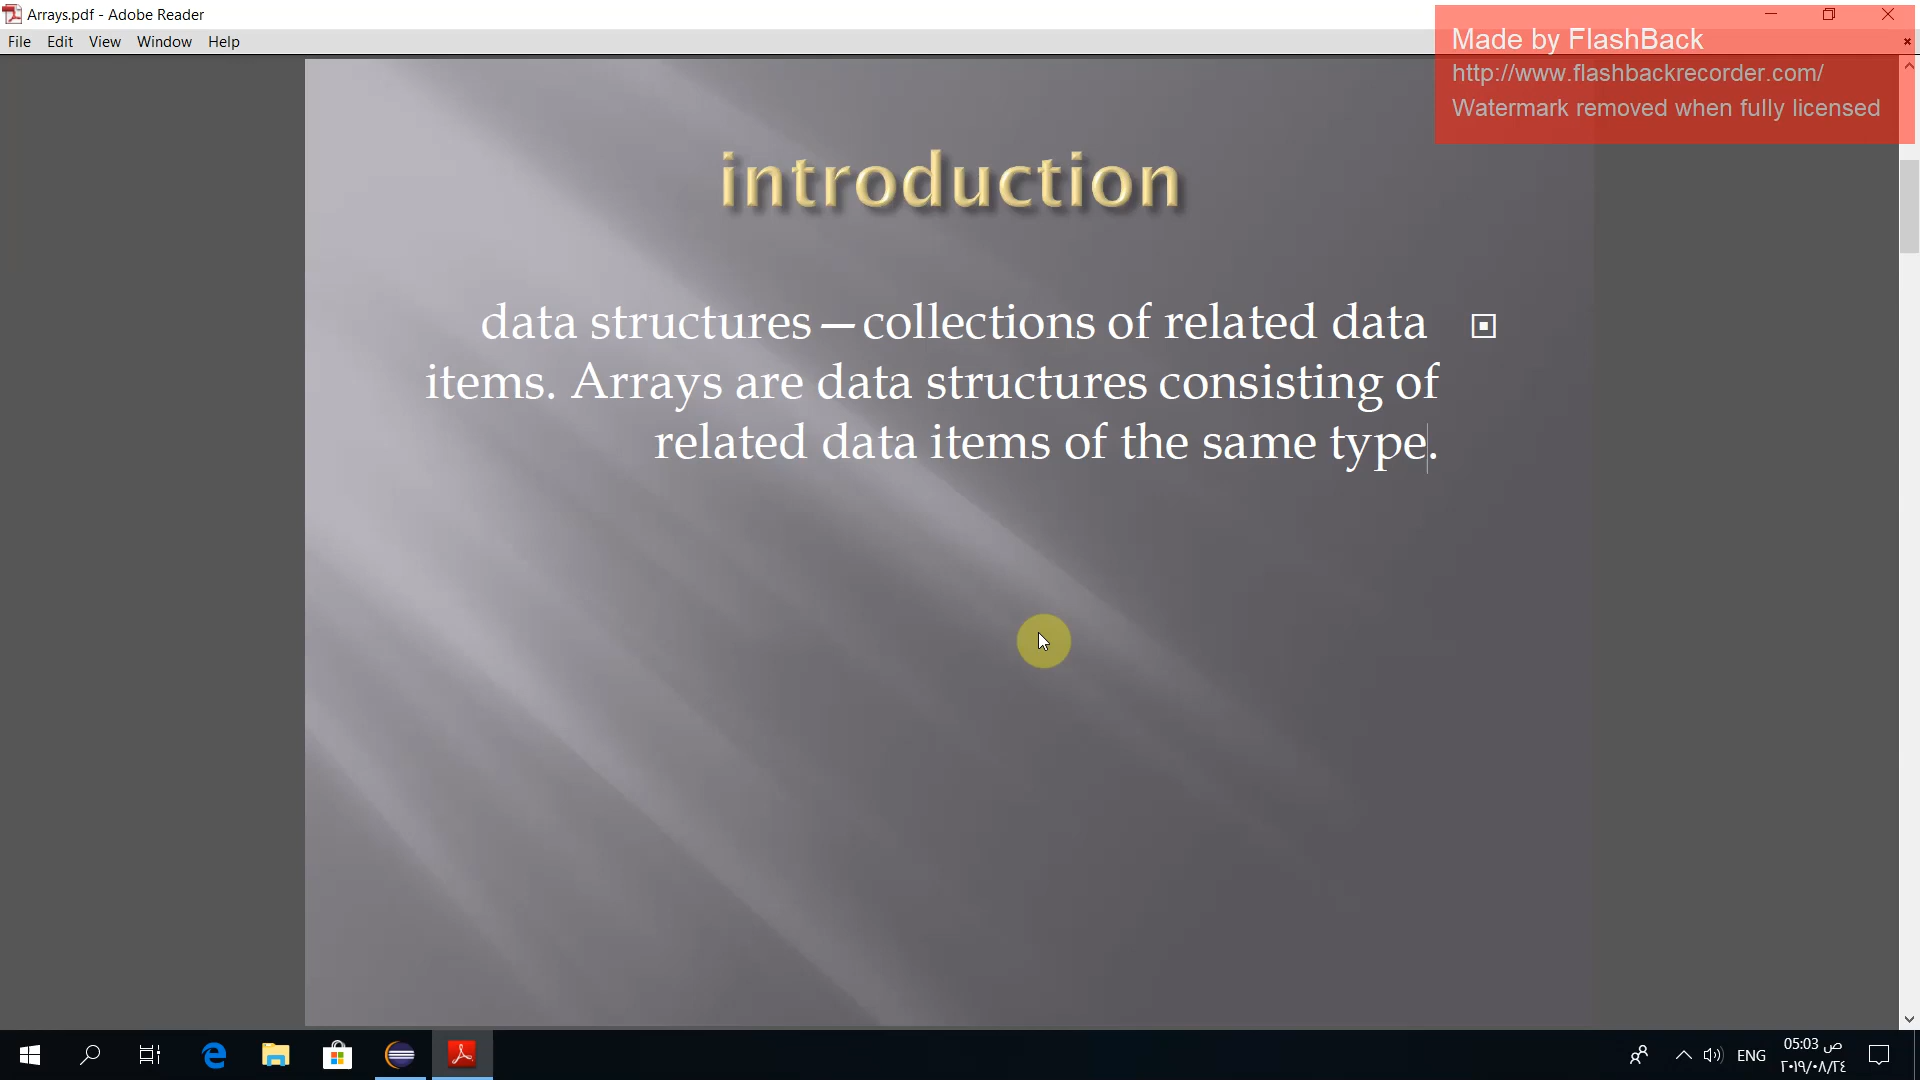 Arrays.pdf - Adobe Reader
File Edit View Window Help
Made by FlashBack
http://www.flashbackrecorder.com/
Watermark removed when fully licensed
introduction
data structures—collections of related data
items. Arrays are data structures consisting of
related data items of the same type.
ENG
05:03 ص
٢٠١٩/٠٨/٢٤